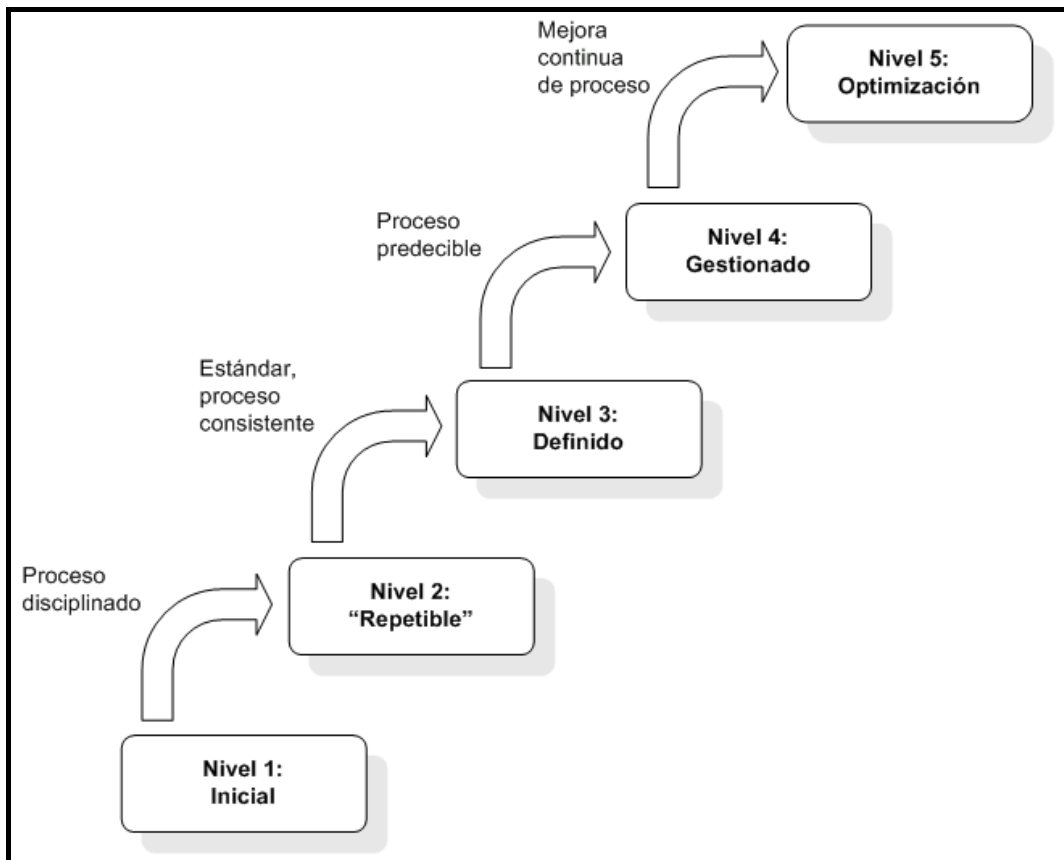 Mejora
continua
de proceso
Nivel 5:
Optimización
Proceso
predecible
Nivel 4:
Gestionado
Estándar,
proceso
consistente
Nivel 3:
Definido
Proceso
disciplinado
Nivel 2:
“Repetible”
Nivel 1:
Inicial